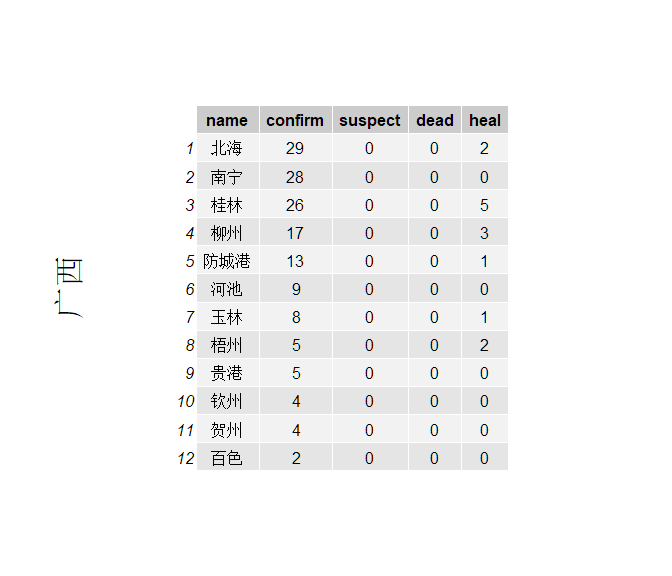 广西
name confirm suspect dead heal
1 北海 29 0 0 2
2 南宁 28 0 0 0
3 桂林 26 0 0 5
4 柳州 17 0 0 3
5 防城港 13 0 0 1
6 河池 9 0 0 0
7 玉林 8 0 0 1
8 梧州 5 0 0 2
9 贵港 5 0 0 0
10 钦州 4 0 0 0
11 贺州 4 0 0 0
12 百色 2 0 0 0